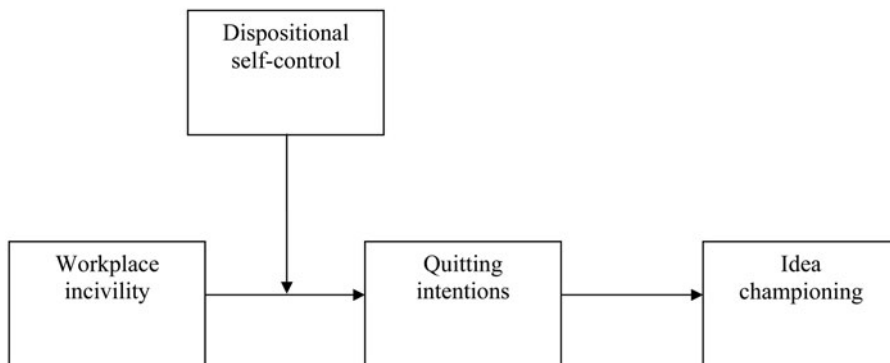 Dispositional
self-control
Workplace
incivility
Quitting
intentions
Idea
championing